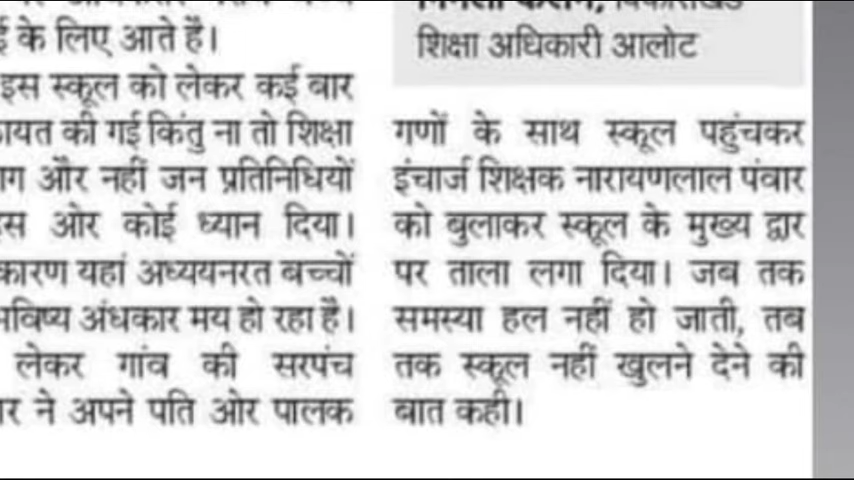 के लिए आते है।
इस स्कूल को लेकर कई बार
की गई किंतु ना तो शिक्षा
और नहीं जन प्रतिनिधियों
ओर कोई ध्यान दिया।
कारण यहां अध्ययनरत बच्चों
अंधकार मय हो रहा है।
लेकर गांव की सरपंच
ने अपने पति ओर पालक
शिक्षा अधिकारी आलोट
गणों के साथ स्कूल पहुंचकर
इंचार्ज शिक्षक नारायणलाल पंवार
को बुलाकर स्कूल के मुख्य द्वार
पर ताला लगा दिया। जब तक
समस्या हल नहीं हो जाती, तब
तक स्कूल नहीं खुलने देने की
बात कही।